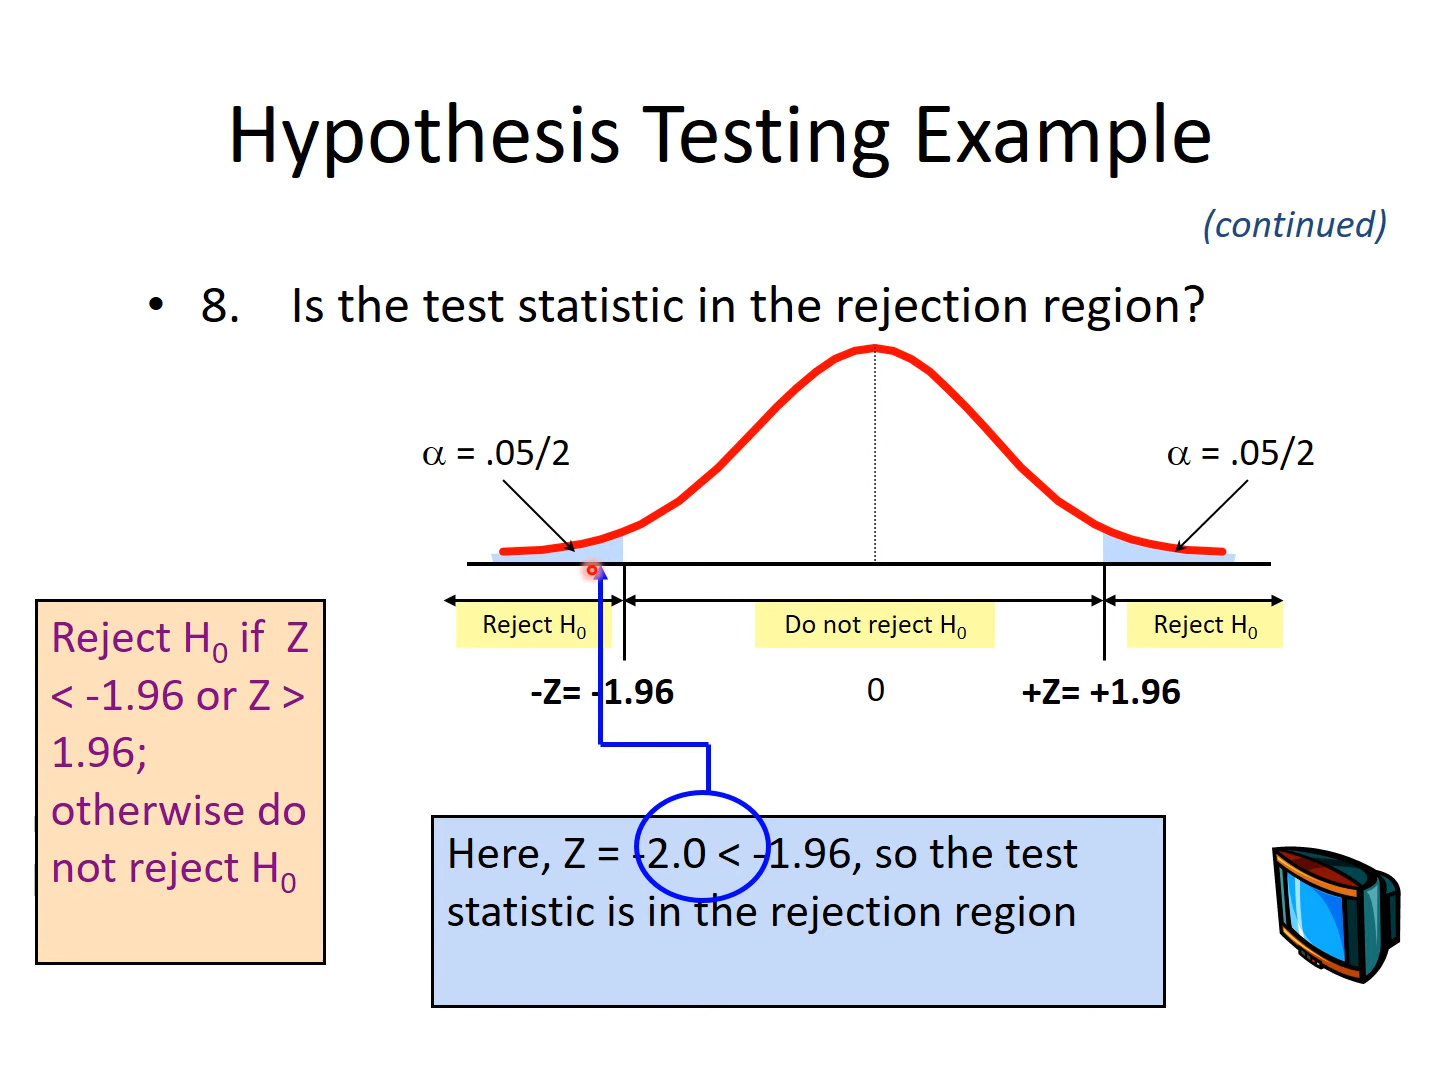 Hypothesis Testing Example
(continued)
• 8. Is the test statistic in the rejection region?
α = .05/2
α = .05/2
Reject H0
Do not reject H0
Reject H0
-Z= -1.96
0
+Z= +1.96
Reject H0 if Z
< -1.96 or Z >
1.96;
otherwise do
not reject H0
Here, Z = -2.0 < -1.96, so the test
statistic is in the rejection region